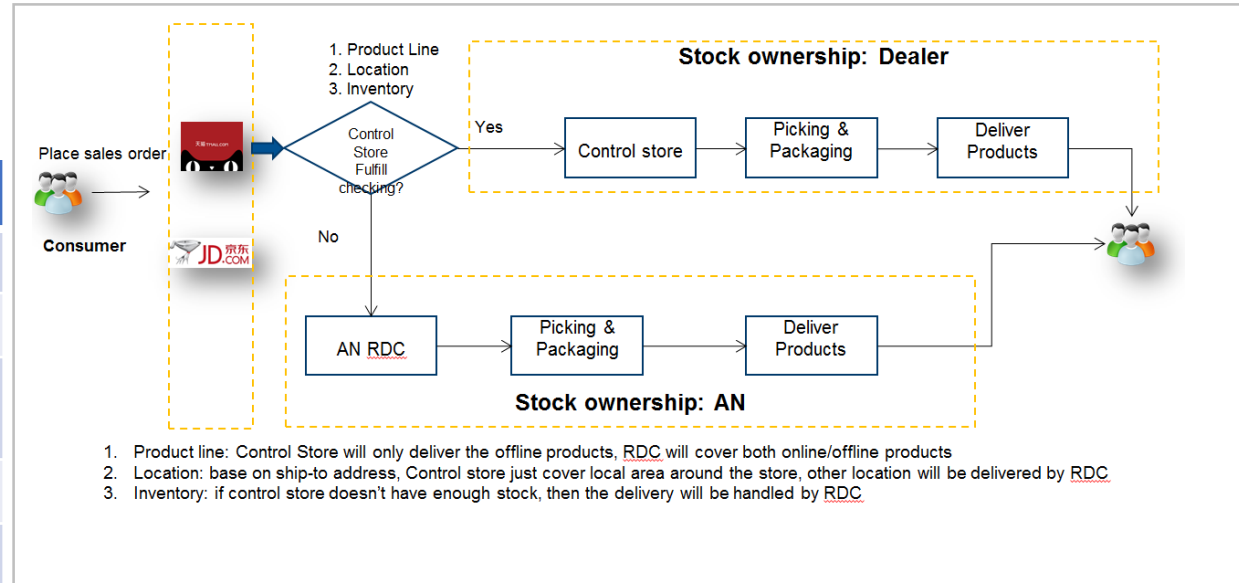 1. Product Line
2. Location
3. Inventory
Stock ownership: Dealer
Place sales order
Consumer
天猫 TMALL.COM
JD 京东
.COM
Control
Store
Fulfill
checking?
Yes
Control store
Picking &
Packaging
Deliver
Products
No
AN RDC
Picking &
Packaging
Deliver
Products
Stock ownership: AN
1. Product line: Control Store will only deliver the offline products, RDC will cover both online/offline products
2. Location: base on ship-to address, Control store just cover local area around the store, other location will be delivered by RDC
3. Inventory: if control store doesn't have enough stock, then the delivery will be handled by RDC